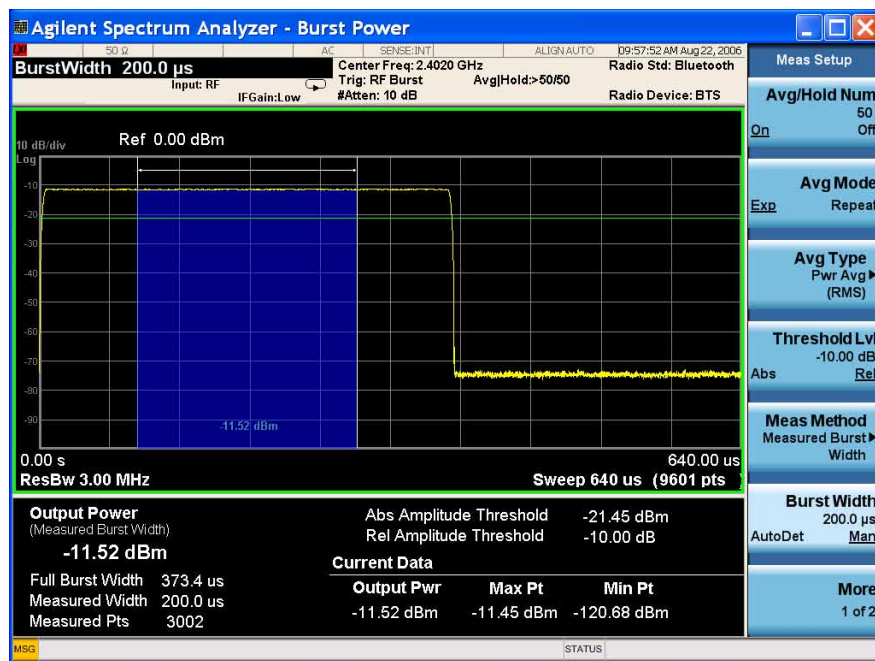 Agilent Spectrum Analyzer - Burst Power
50 Ω AC SENSE:INT ALIGN AUTO 09:57:52 AM Aug 22, 2006
BurstWidth 200.0 µs
Center Freq: 2.4020 GHz
Radio Std: Bluetooth
Input: RF
Trig: RF Burst
Avg|Hold:>50/50
IFGain:Low
#Atten: 10 dB
Radio Device: BTS
10 dB/div
Ref 0.00 dBm
Log
-10
-20
-30
-40
-50
-60
-70
-80
-90
-11.52 dBm
0.00 s
640.00 us
ResBw 3.00 MHz
Sweep 640 us (9601 pts
Output Power
(Measured Burst Width)
-11.52 dBm
Full Burst Width 373.4 us
Measured Width 200.0 us
Measured Pts 3002
Abs Amplitude Threshold -21.45 dBm
Rel Amplitude Threshold -10.00 dB
Current Data
Output Pwr Max Pt Min Pt
-11.52 dBm -11.45 dBm -120.68 dBm
Meas Setup
Avg/Hold Num
50
On Off
Avg Mode
Exp Repeat
Avg Type
Pwr Avg
(RMS)
Threshold Lvl
-10.00 dB
Abs Rel
Meas Method
Measured Burst
Width
Burst Width
200.0 µs
AutoDet Man
More
1 of 2
MSG
STATUS